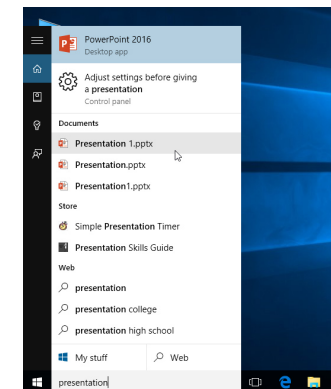 PowerPoint 2016
Desktop app
Adjust settings before giving
a presentation
Control panel
Documents
Presentation 1.pptx
Presentation.pptx
Presentation1.pptx
Store
Simple Presentation Timer
Presentation Skills Guide
Web
presentation
presentation college
presentation high school
My stuff
Web
presentation